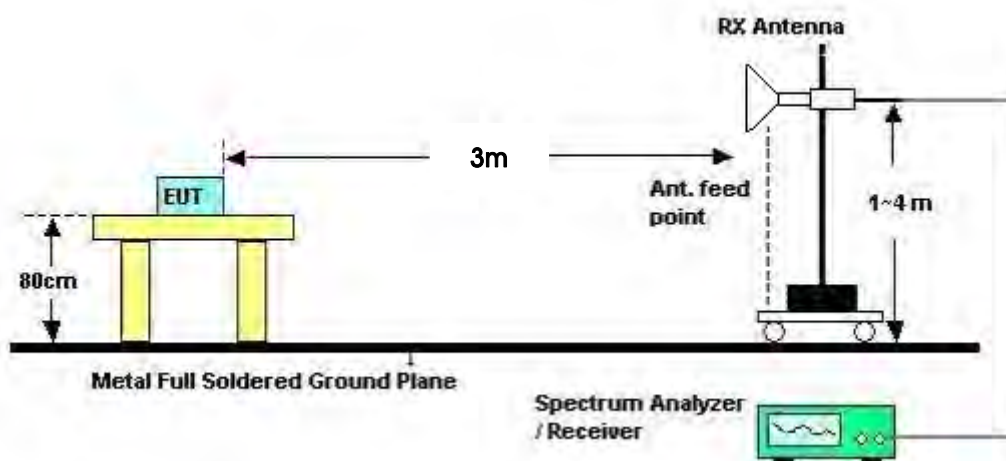 RX Antenna
3m
EUT
Ant. feed
point
1~4 m
80cm
Metal Full Soldered Ground Plane
Spectrum Analyzer
/ Receiver